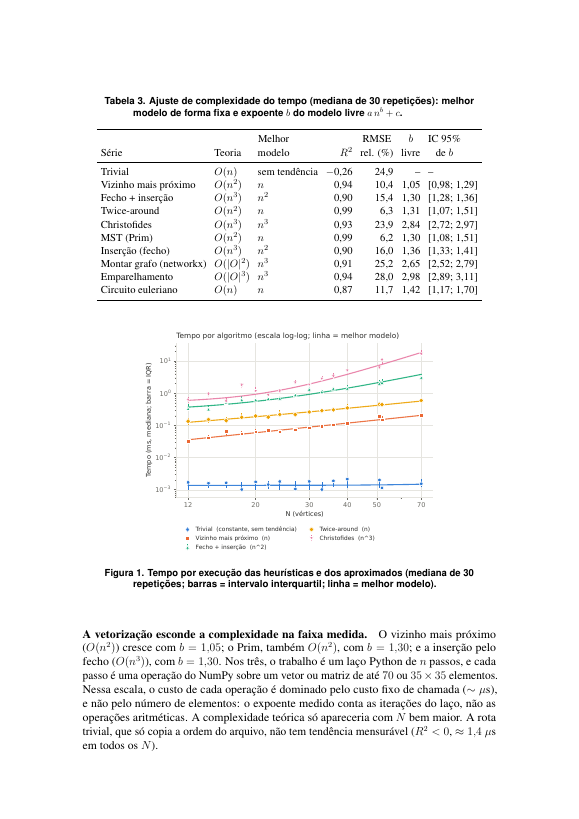 Tabela 3. Ajuste de complexidade do tempo (mediana de 30 repetições): melhor
modelo de forma fixa e expoente b do modelo livre a n^b + c.
Melhor RMSE b IC 95%
Série Teoria modelo R² rel. (%) livre de b
Trivial O(n) sem tendência −0,26 24,9 – –
Vizinho mais próximo O(n²) n 0,94 10,4 1,05 [0,98; 1,29]
Fecho + inserção O(n³) n² 0,90 15,4 1,30 [1,28; 1,36]
Twice-around O(n²) n 0,99 6,3 1,31 [1,07; 1,51]
Christofides O(n³) n³ 0,93 23,9 2,84 [2,72; 2,97]
MST (Prim) O(n²) n 0,99 6,2 1,30 [1,08; 1,51]
Inserção (fecho) O(n³) n² 0,90 16,0 1,36 [1,33; 1,41]
Montar grafo (networkx) O(|O|²) n³ 0,91 25,2 2,65 [2,52; 2,79]
Emparelhamento O(|O|³) n³ 0,94 28,0 2,98 [2,89; 3,11]
Circuito euleriano O(n) n 0,87 11,7 1,42 [1,17; 1,70]
Tempo por algoritmo (escala log-log; linha = melhor modelo)
Tempo (ms, mediana; barra = IQR)
10¹
10⁰
10⁻¹
10⁻²
10⁻³
12 20 30 40 50 70
N (vértices)
Trivial (constante, sem tendência) Twice-around (n)
Vizinho mais próximo (n) Christofides (n^3)
Fecho + inserção (n^2)
Figura 1. Tempo por execução das heurísticas e dos aproximados (mediana de 30
repetições; barras = intervalo interquartil; linha = melhor modelo).
A vetorização esconde a complexidade na faixa medida. O vizinho mais próximo
(O(n²)) cresce com b = 1,05; o Prim, também O(n²), com b = 1,30; e a inserção pelo
fecho (O(n³)), com b = 1,30. Nos três, o trabalho é um laço Python de n passos, e cada
passo é uma operação do NumPy sobre um vetor ou matriz de até 70 ou 35 × 35 elementos.
Nessa escala, o custo de cada operação é dominado pelo custo fixo de chamada (∼ μs),
e não pelo número de elementos: o expoente medido conta as iterações do laço, não as
operações aritméticas. A complexidade teórica só apareceria com N bem maior. A rota
trivial, que só copia a ordem do arquivo, não tem tendência mensurável (R² < 0, ≈ 1,4 μs
em todos os N).